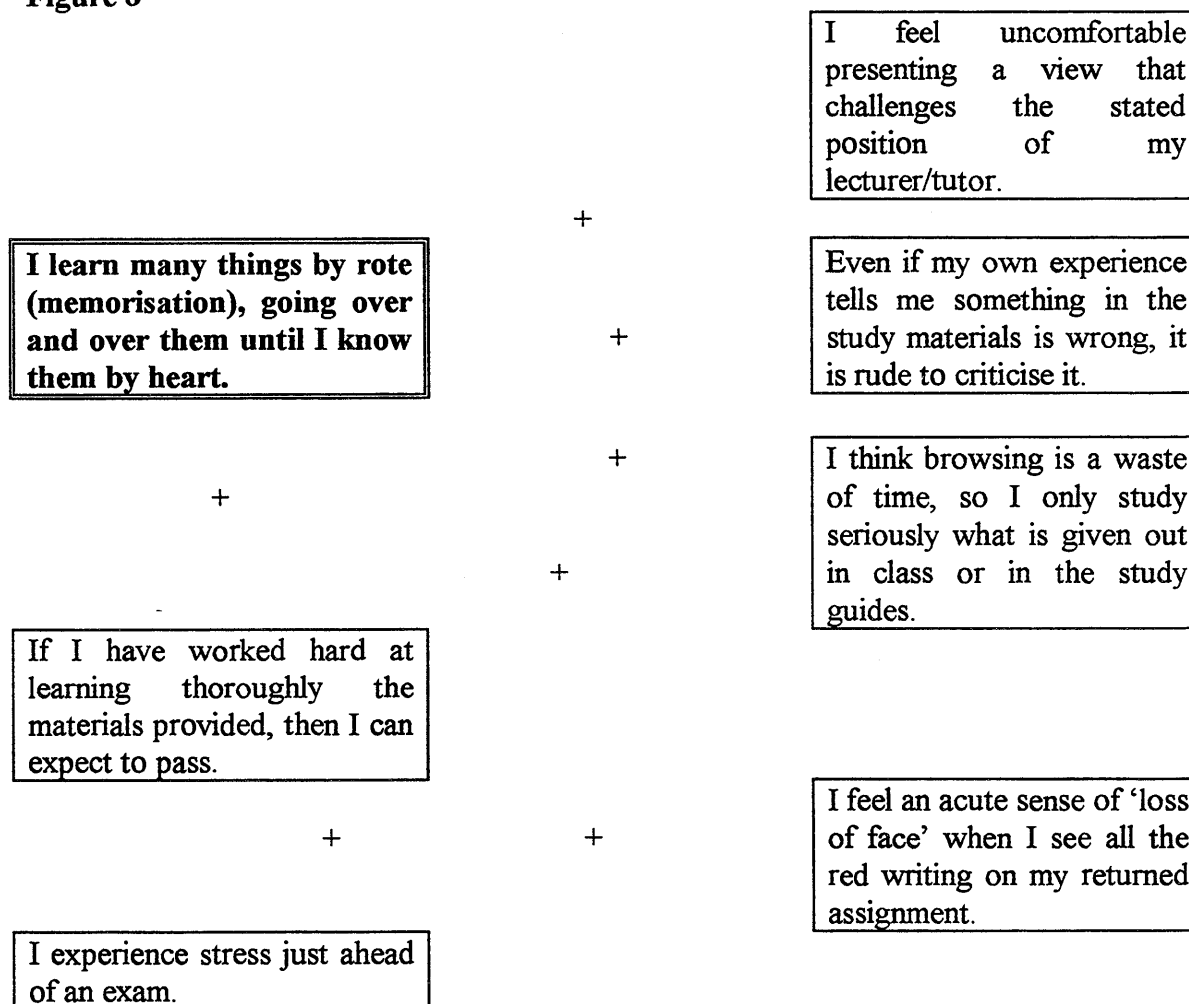 Figure 6
I feel uncomfortable
presenting a view that
challenges the stated
position of my
lecturer/tutor.
+
I learn many things by rote
(memorisation), going over
and over them until I know
them by heart.
+
Even if my own experience
tells me something in the
study materials is wrong, it
is rude to criticise it.
+
+
I think browsing is a waste
of time, so I only study
seriously what is given out
in class or in the study
guides.
+
If I have worked hard at
learning thoroughly the
materials provided, then I can
expect to pass.
+
+
I feel an acute sense of ‘loss
of face’ when I see all the
red writing on my returned
assignment.
I experience stress just ahead
of an exam.